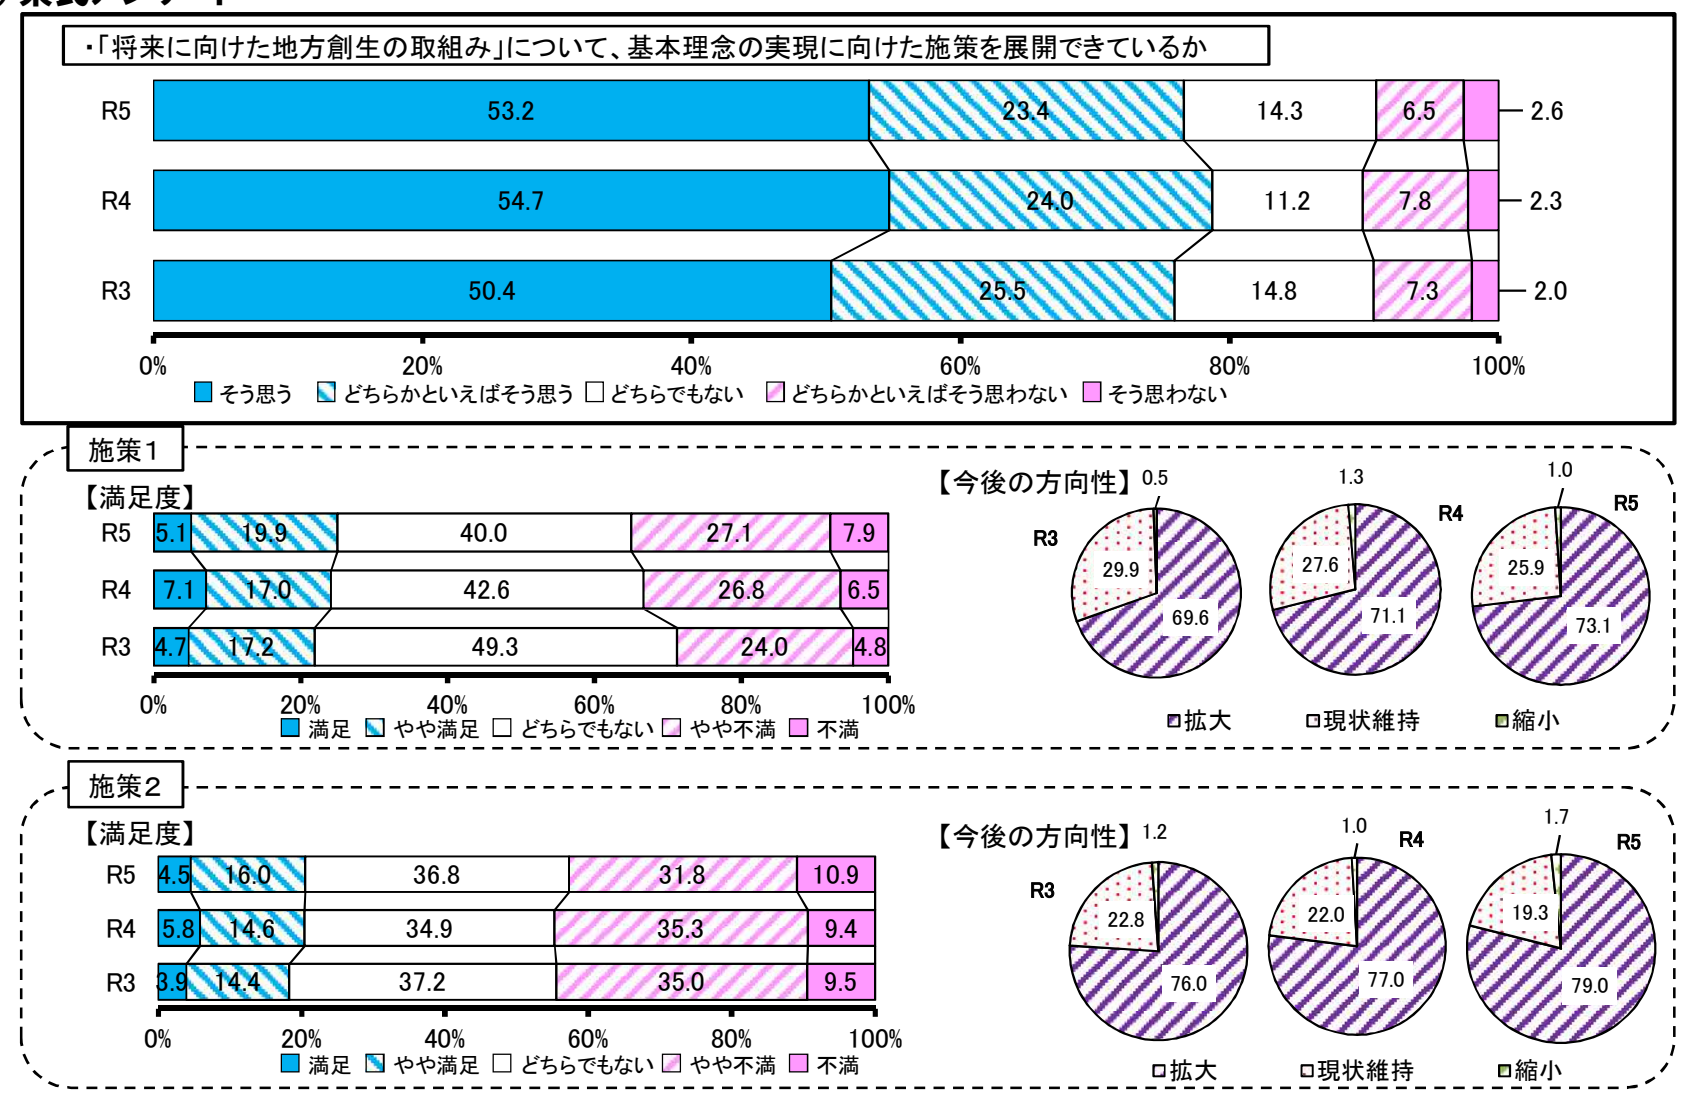 ・「将来に向けた地方創生の取組み」について、基本理念の実現に向けた施策を展開できているか
R5 53.2 23.4 14.3 6.5 2.6
R4 54.7 24.0 11.2 7.8 2.3
R3 50.4 25.5 14.8 7.3 2.0
0% 20% 40% 60% 80% 100%
そう思う どちらかといえばそう思う どちらでもない どちらかといえばそう思わない そう思わない
施策1
【満足度】
R5 5.1 19.9 40.0 27.1 7.9
R4 7.1 17.0 42.6 26.8 6.5
R3 4.7 17.2 49.3 24.0 4.8
0% 20% 40% 60% 80% 100%
満足 やや満足 どちらでもない やや不満 不満
【今後の方向性】
R3 0.5 29.9 69.6
R4 1.3 27.6 71.1
R5 1.0 25.9 73.1
拡大 現状維持 縮小
施策2
【満足度】
R5 4.5 16.0 36.8 31.8 10.9
R4 5.8 14.6 34.9 35.3 9.4
R3 3.9 14.4 37.2 35.0 9.5
0% 20% 40% 60% 80% 100%
満足 やや満足 どちらでもない やや不満 不満
【今後の方向性】
R3 1.2 22.8 76.0
R4 1.0 22.0 77.0
R5 1.7 19.3 79.0
拡大 現状維持 縮小